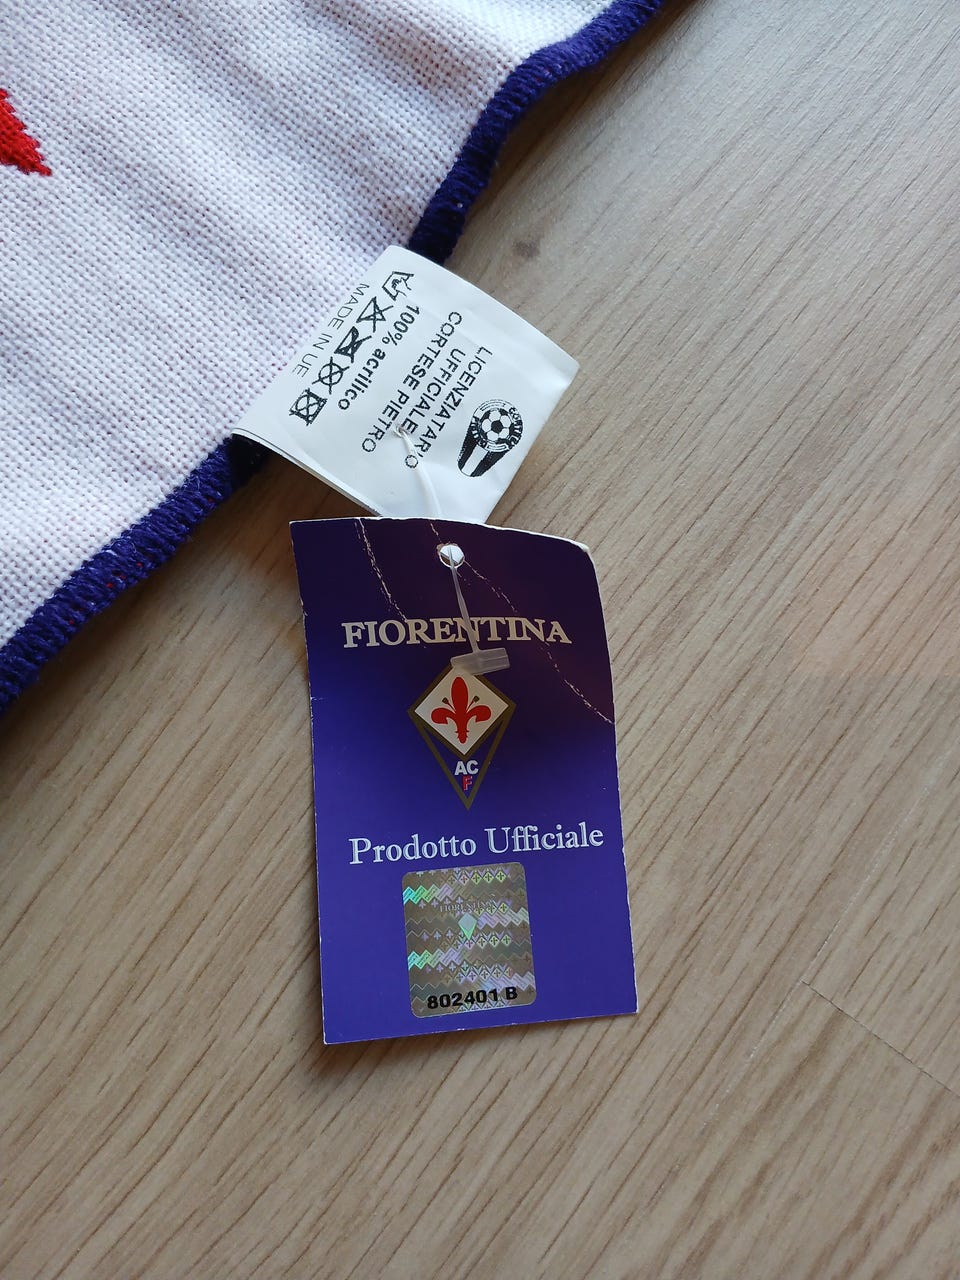 LICENZIATARIO
UFFICIALE
CORTESE PIETRO
100% acrilico
MADE IN UE
FIORENTINA
AC
F
Prodotto Ufficiale
FIORENTINA
802401 B